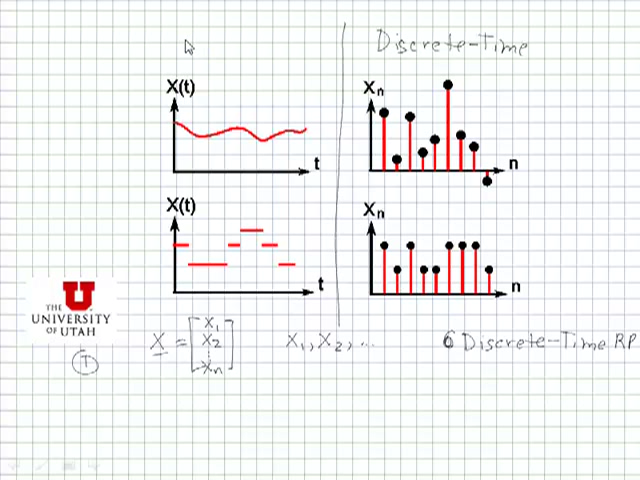 Discrete-Time
X(t)
t
Xn
n
X(t)
t
Xn
n
U
THE
UNIVERSITY
OF UTAH
X = [X1 X2 ⋮ Xn]
X1, X2, ...
6 Discrete-Time RP
T